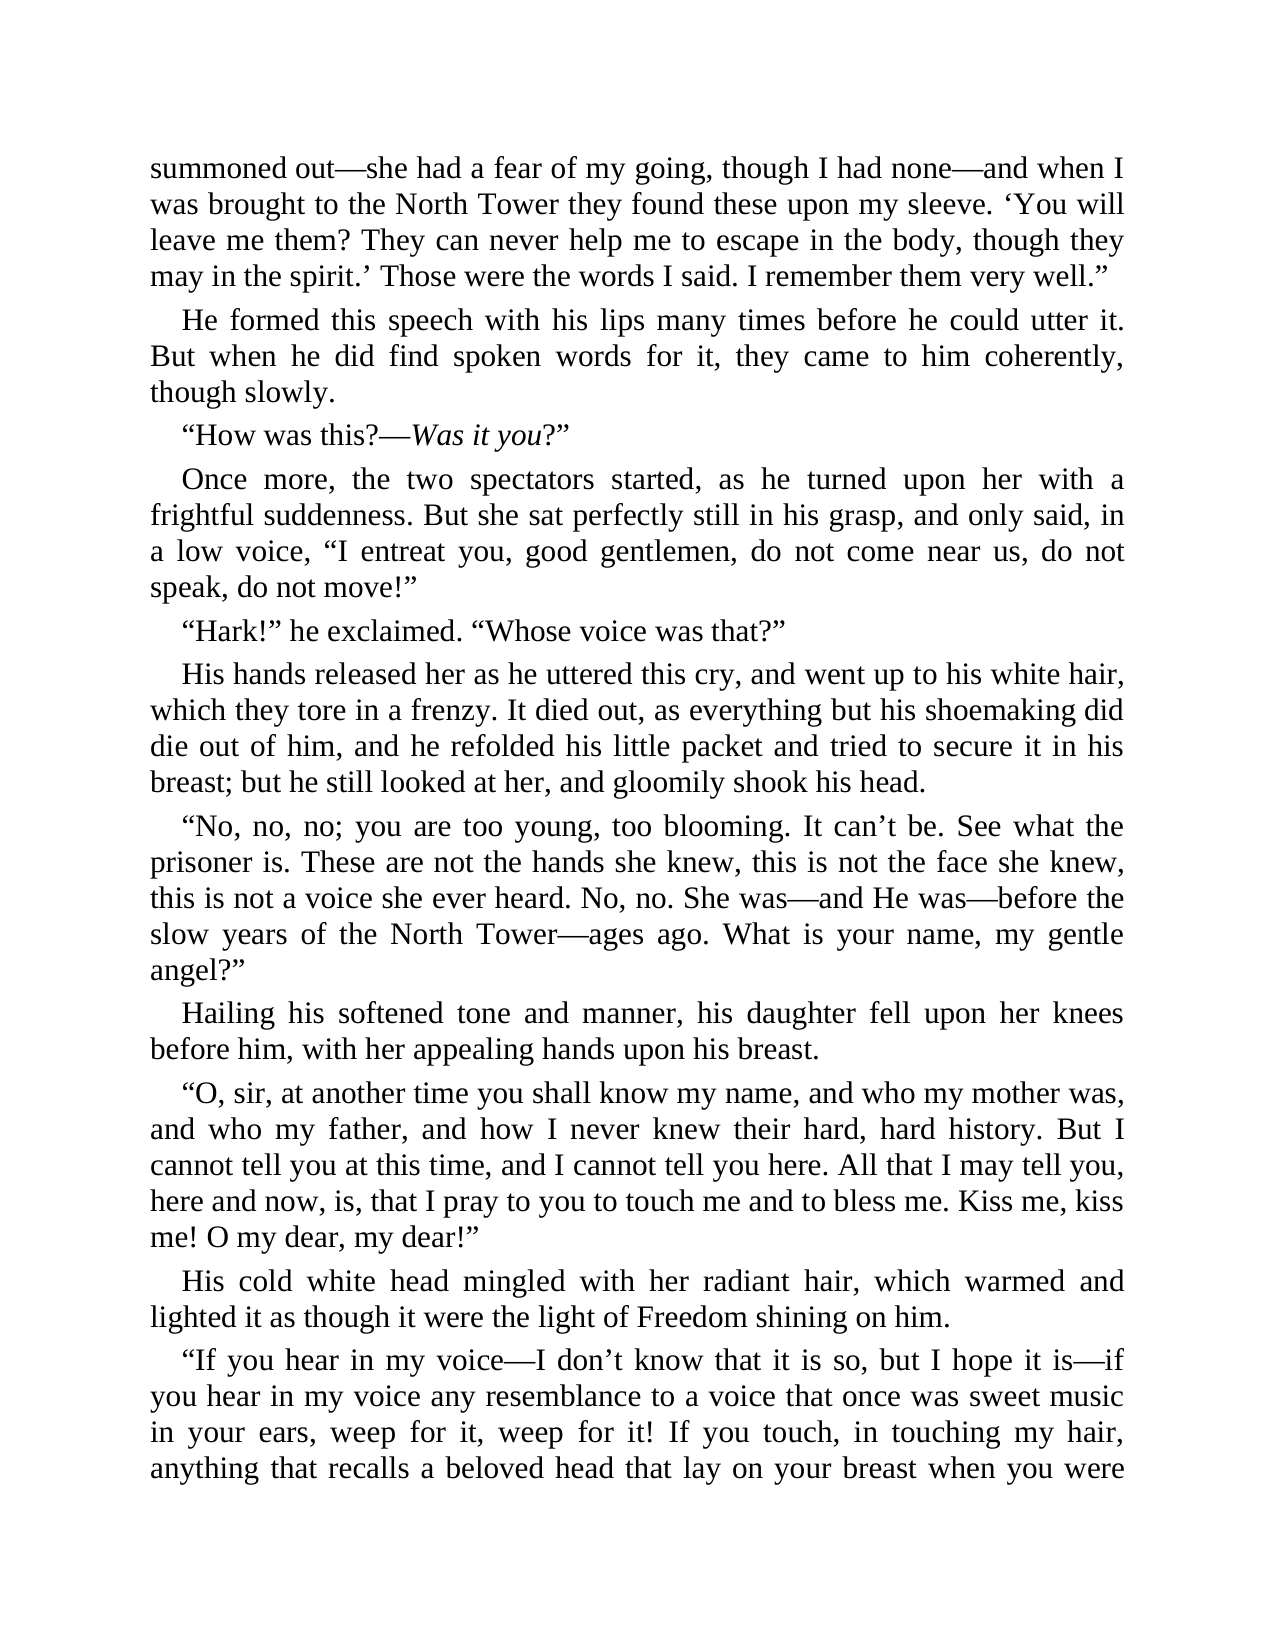 summoned out—she had a fear of my going, though I had none—and when I
was brought to the North Tower they found these upon my sleeve. ‘You will
leave me them? They can never help me to escape in the body, though they
may in the spirit.’ Those were the words I said. I remember them very well.”
He formed this speech with his lips many times before he could utter it.
But when he did find spoken words for it, they came to him coherently,
though slowly.
“How was this?—Was it you?”
Once more, the two spectators started, as he turned upon her with a
frightful suddenness. But she sat perfectly still in his grasp, and only said, in
a low voice, “I entreat you, good gentlemen, do not come near us, do not
speak, do not move!”
“Hark!” he exclaimed. “Whose voice was that?”
His hands released her as he uttered this cry, and went up to his white hair,
which they tore in a frenzy. It died out, as everything but his shoemaking did
die out of him, and he refolded his little packet and tried to secure it in his
breast; but he still looked at her, and gloomily shook his head.
“No, no, no; you are too young, too blooming. It can’t be. See what the
prisoner is. These are not the hands she knew, this is not the face she knew,
this is not a voice she ever heard. No, no. She was—and He was—before the
slow years of the North Tower—ages ago. What is your name, my gentle
angel?”
Hailing his softened tone and manner, his daughter fell upon her knees
before him, with her appealing hands upon his breast.
“O, sir, at another time you shall know my name, and who my mother was,
and who my father, and how I never knew their hard, hard history. But I
cannot tell you at this time, and I cannot tell you here. All that I may tell you,
here and now, is, that I pray to you to touch me and to bless me. Kiss me, kiss
me! O my dear, my dear!”
His cold white head mingled with her radiant hair, which warmed and
lighted it as though it were the light of Freedom shining on him.
“If you hear in my voice—I don’t know that it is so, but I hope it is—if
you hear in my voice any resemblance to a voice that once was sweet music
in your ears, weep for it, weep for it! If you touch, in touching my hair,
anything that recalls a beloved head that lay on your breast when you were